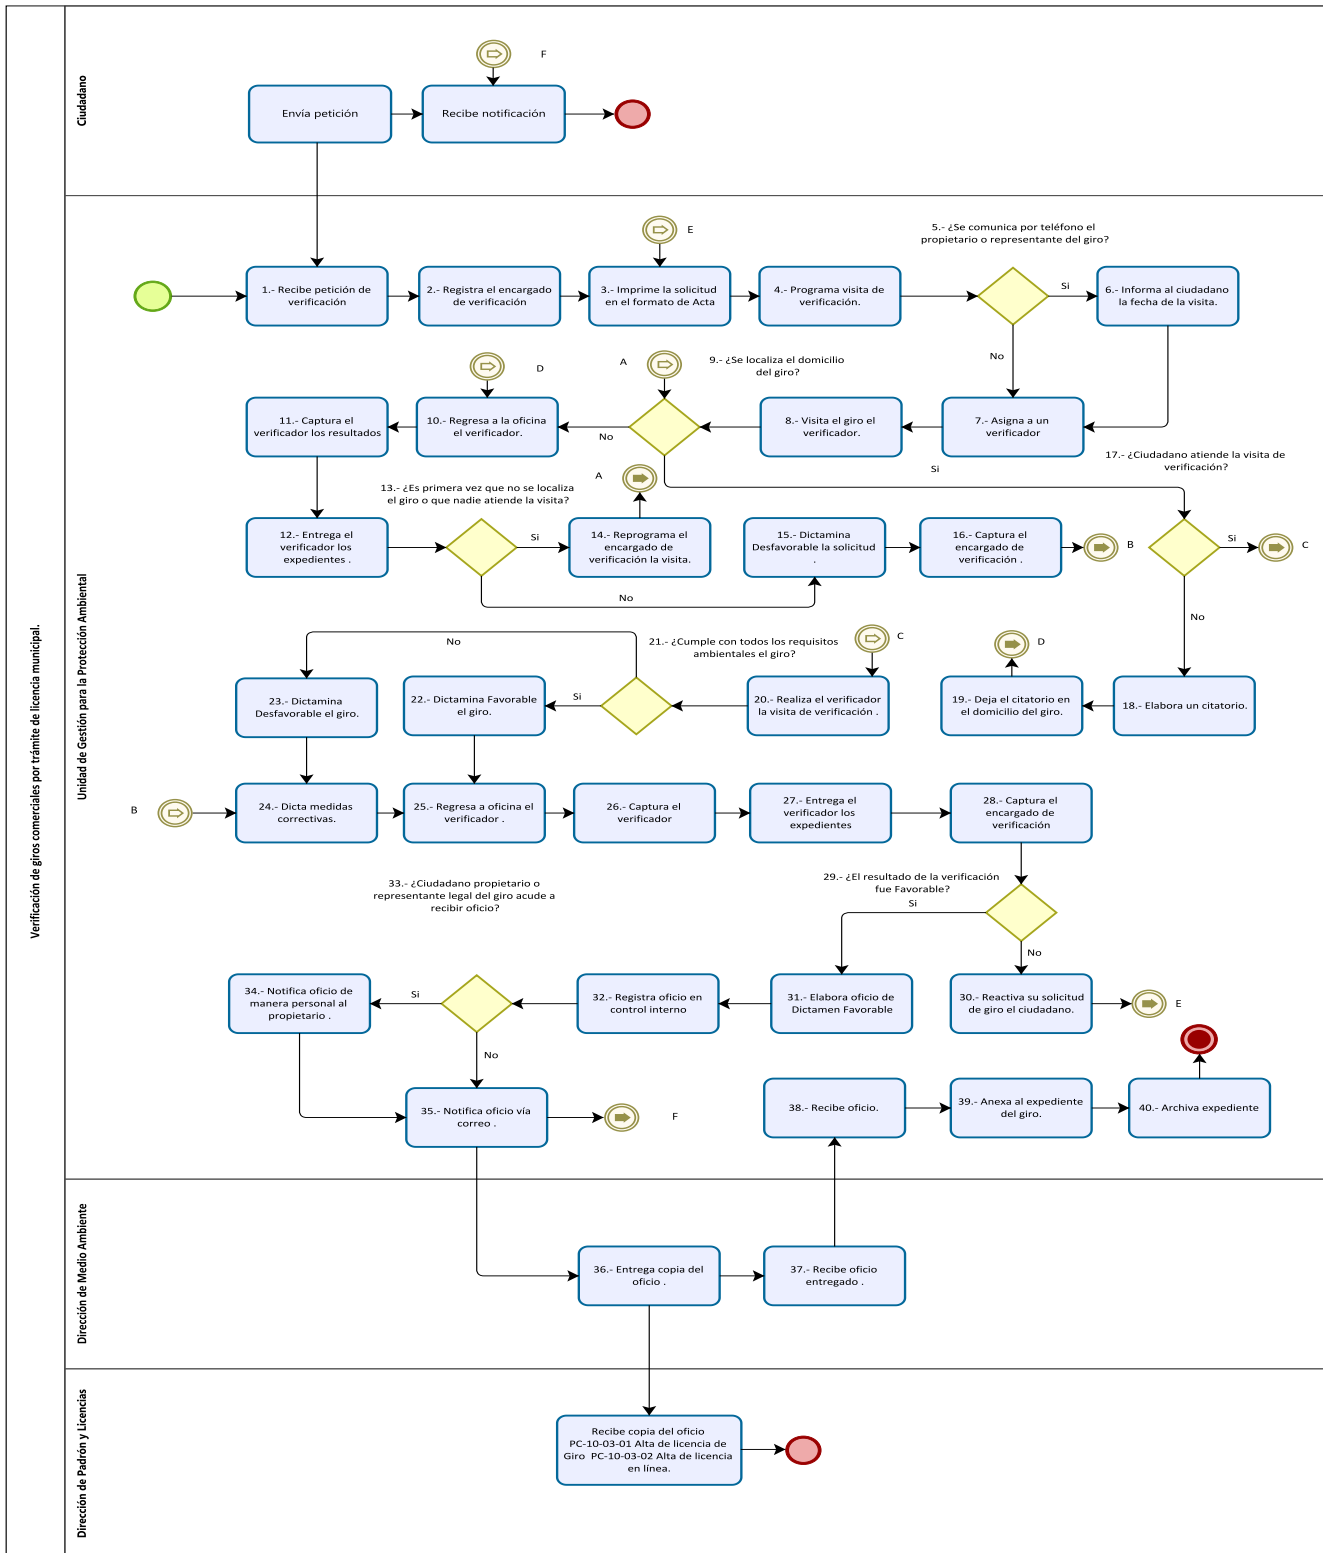 Verificación de giros comerciales por trámite de licencia municipal.
Ciudadano
F
Envía petición
Recibe notificación
Unidad de Gestión para la Protección Ambiental
E
5.- ¿Se comunica por teléfono el
propietario o representante del giro?
1.- Recibe petición de
verificación
2.- Registra el encargado
de verificación
3.- Imprime la solicitud
en el formato de Acta
4.- Programa visita de
verificación.
Si
6.- Informa al ciudadano
la fecha de la visita.
No
D
A
9.- ¿Se localiza el domicilio
del giro?
11.- Captura el
verificador los resultados
10.- Regresa a la oficina
el verificador.
No
8.- Visita el giro el
verificador.
7.- Asigna a un
verificador
Si
17.- ¿Ciudadano atiende la visita de
verificación?
13.- ¿Es primera vez que no se localiza
el giro o que nadie atiende la visita?
A
12.- Entrega el
verificador los
expedientes .
Si
14.- Reprograma el
encargado de
verificación la visita.
15.- Dictamina
Desfavorable la solicitud
.
16.- Captura el
encargado de
verificación .
B
Si
C
No
No
No
21.- ¿Cumple con todos los requisitos
ambientales el giro?
C
D
23.- Dictamina
Desfavorable el giro.
22.- Dictamina Favorable
el giro.
Si
20.- Realiza el verificador
la visita de verificación .
19.- Deja el citatorio en
el domicilio del giro.
18.- Elabora un citatorio.
B
24.- Dicta medidas
correctivas.
25.- Regresa a oficina el
verificador .
26.- Captura el
verificador
27.- Entrega el
verificador los
expedientes
28.- Captura el
encargado de
verificación
33.- ¿Ciudadano propietario o
representante legal del giro acude a
recibir oficio?
29.- ¿El resultado de la verificación
fue Favorable?
Si
No
34.- Notifica oficio de
manera personal al
propietario .
Si
32.- Registra oficio en
control interno
31.- Elabora oficio de
Dictamen Favorable
30.- Reactiva su solicitud
de giro el ciudadano.
E
No
35.- Notifica oficio vía
correo .
F
38.- Recibe oficio.
39.- Anexa al expediente
del giro.
40.- Archiva expediente
Dirección de Medio Ambiente
36.- Entrega copia del
oficio .
37.- Recibe oficio
entregado .
Dirección de Padrón y Licencias
Recibe copia del oficio
PC-10-03-01 Alta de licencia de
Giro  PC-10-03-02 Alta de licencia
en línea.